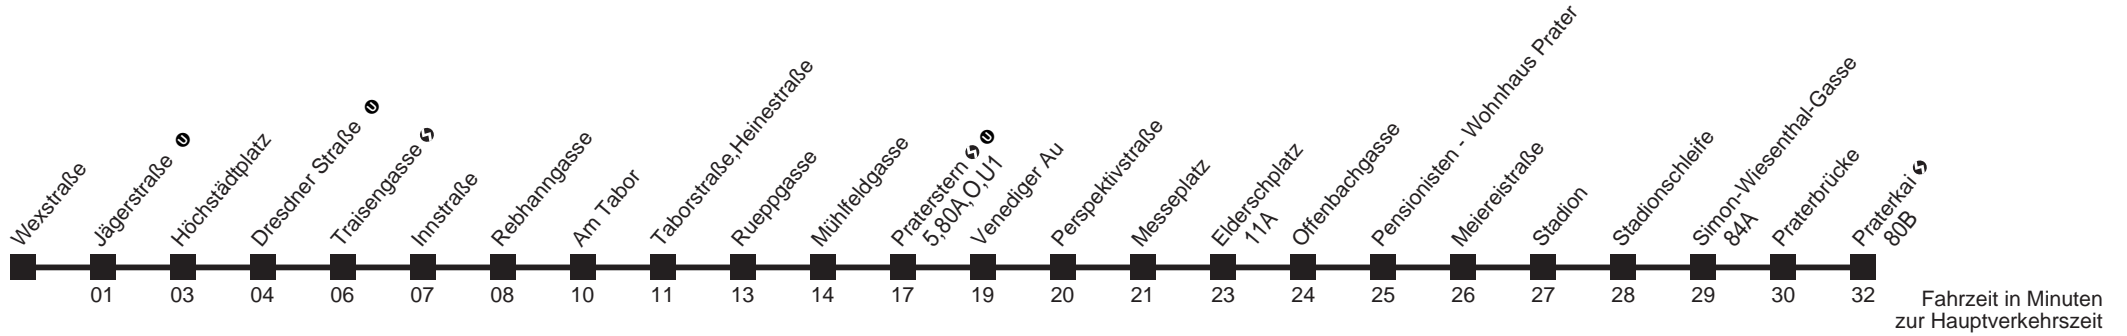 Wexstraße
Jägerstraße U
Höchstädtplatz
Dresdner Straße U
Traisengasse S
Innstraße
Rebhanngasse
Am Tabor
Taborstraße,Heinestraße
Rueppgasse
Mühlfeldgasse
Praterstern S U
5,80A,O,U1
Venediger Au
Perspektivstraße
Messeplatz
Elderschplatz
11A
Offenbachgasse
Pensionisten - Wohnhaus Prater
Meiereistraße
Stadion
Stadionschleife
Simon-Wiesenthal-Gasse
84A
Praterbrücke
Praterkai S
80B
01 03 04 06 07 08 10 11 13 14 17 19 20 21 23 24 25 26 27 28 29 30 32
Fahrzeit in Minuten
zur Hauptverkehrszeit